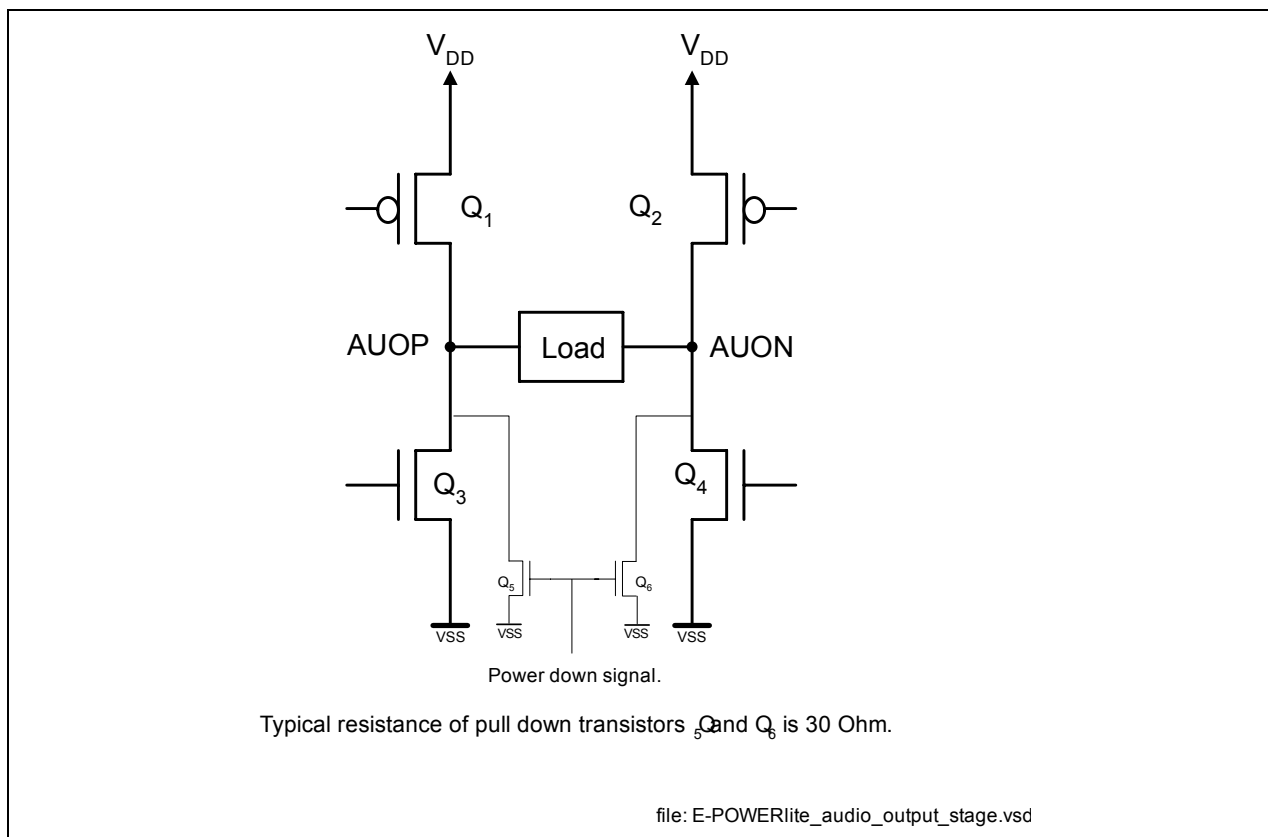 VDD VDD
Q1 Q2
AUOP Load AUON
Q3 Q4
Q5 Q6
VSS VSS VSS VSS
Power down signal.
Typical resistance of pull down transistors 5Q and Q6 is 30 Ohm.
file: E-POWERlite_audio_output_stage.vsd